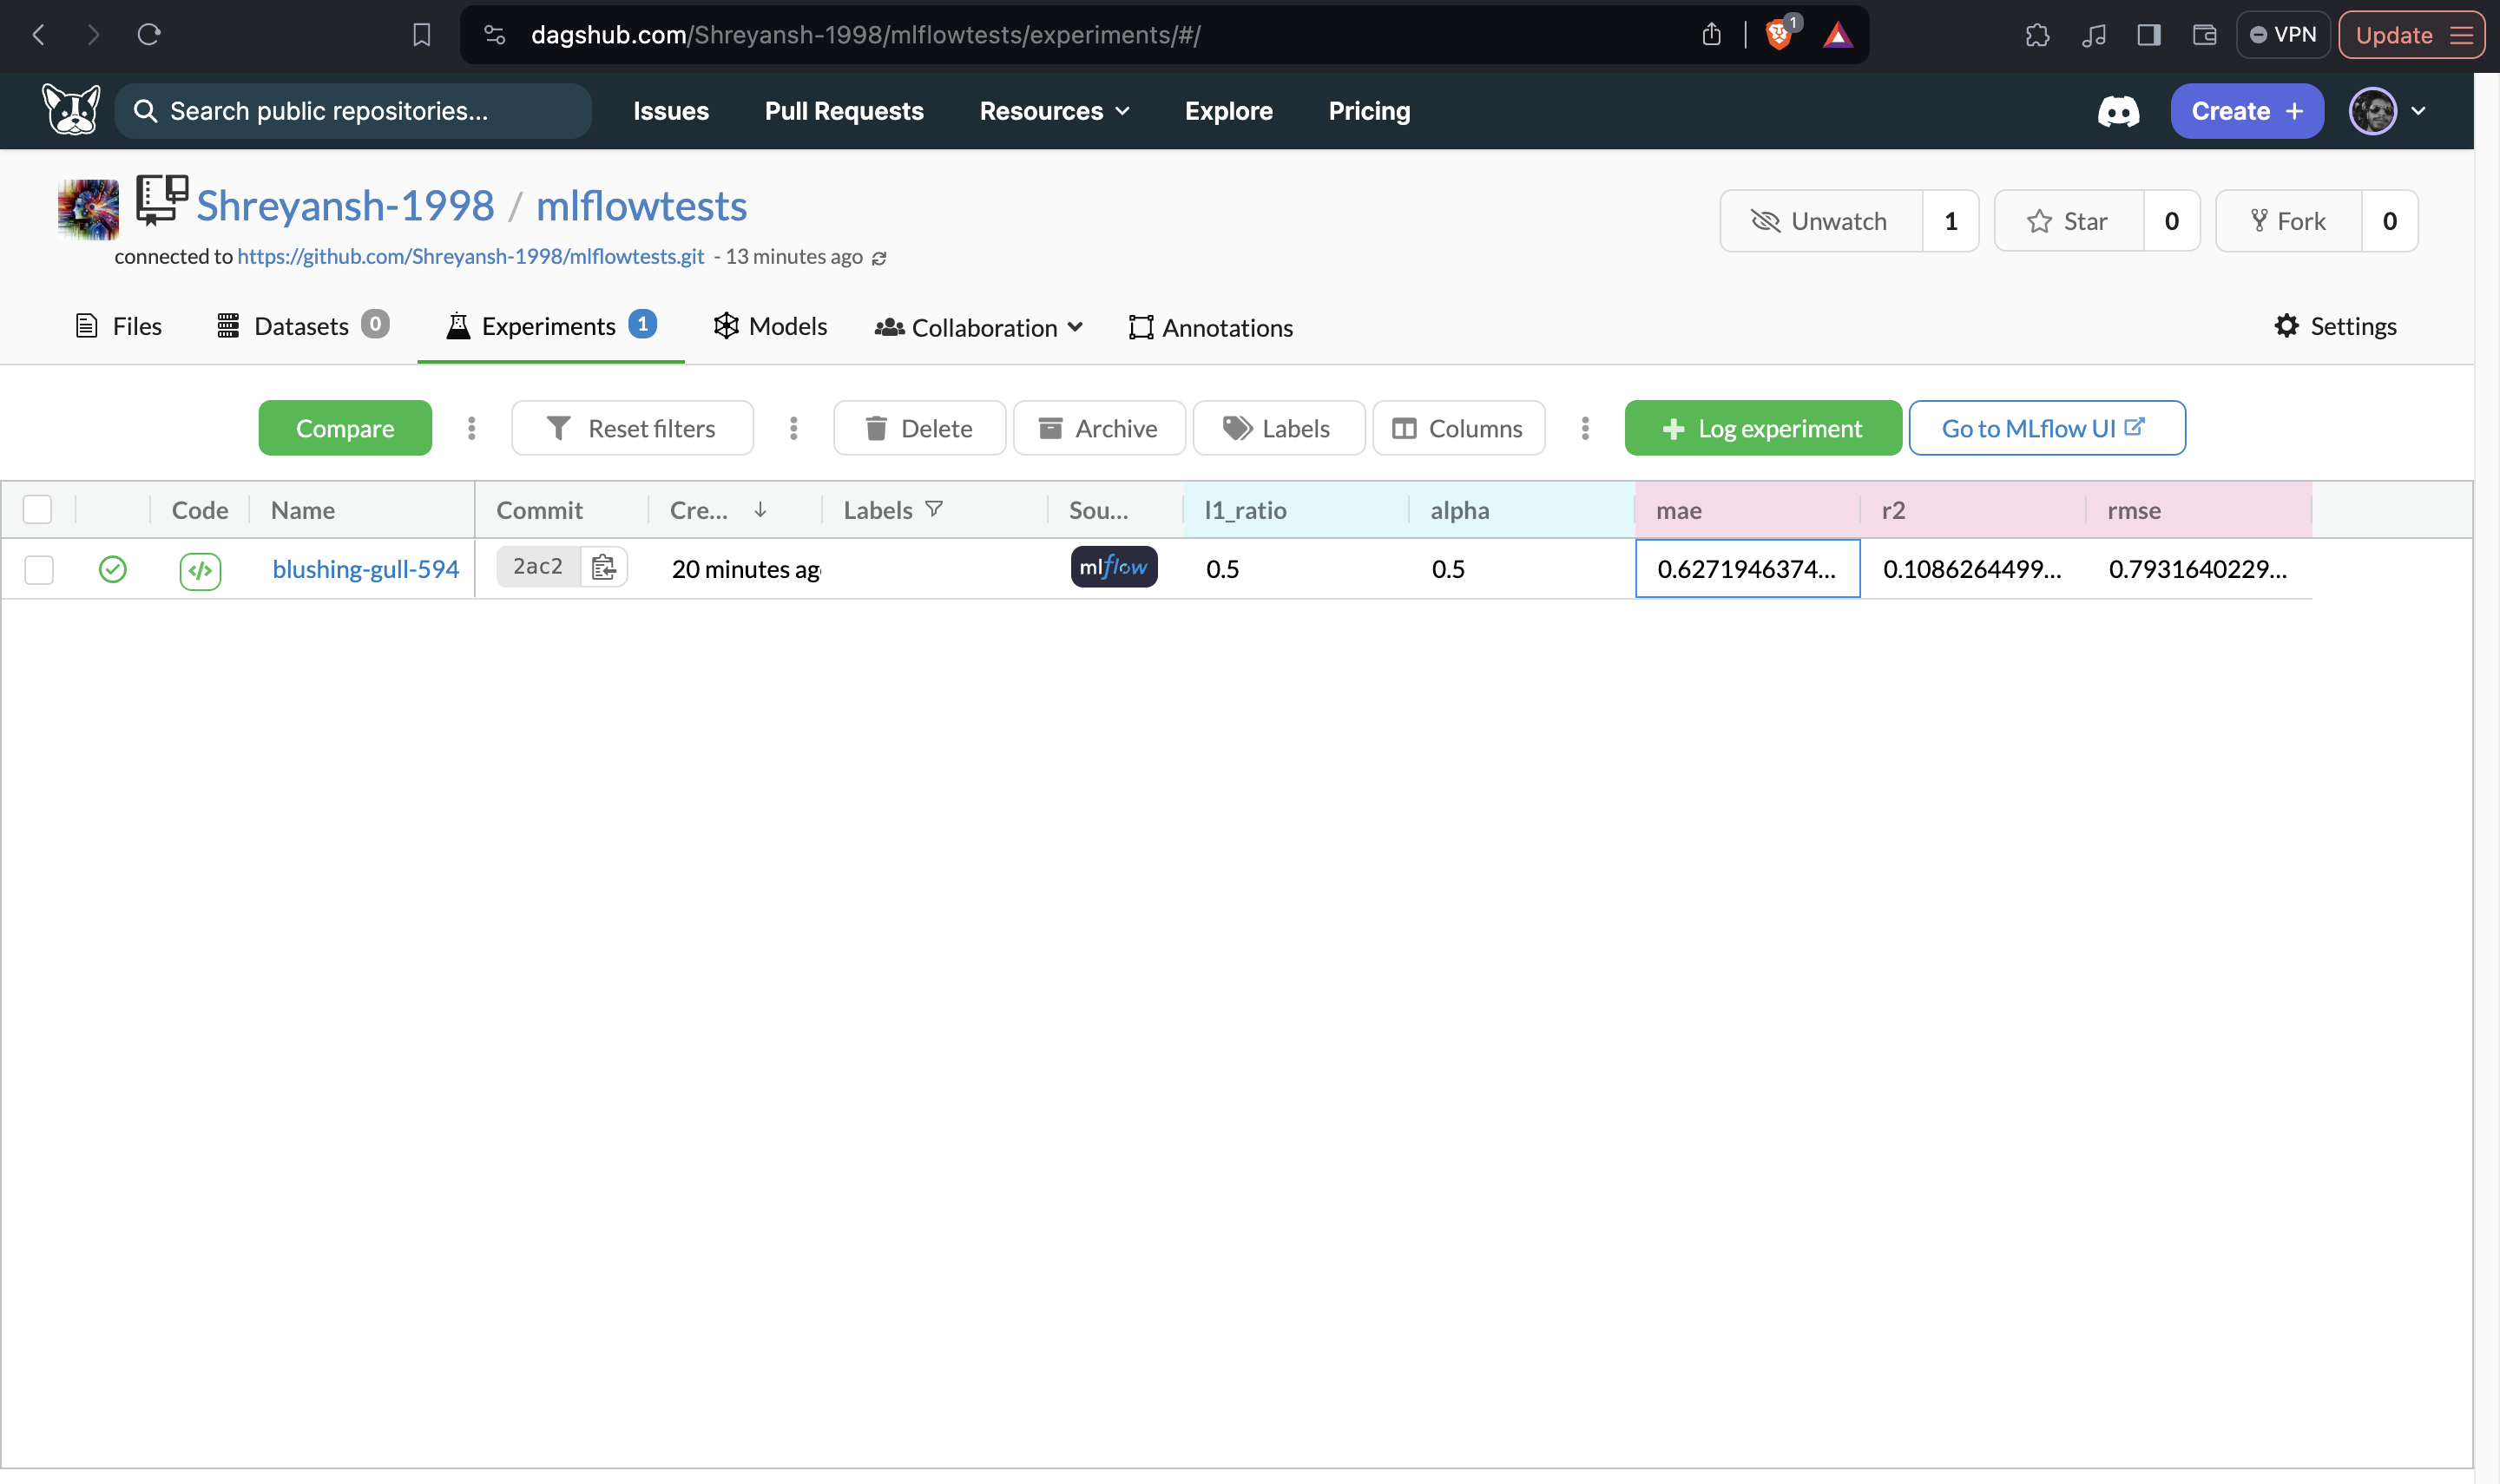 dagshub.com/Shreyansh-1998/mlflowtests/experiments/#/
1
VPN
Update
Search public repositories...
Issues
Pull Requests
Resources
Explore
Pricing
Create +
Shreyansh-1998 / mlflowtests
Unwatch 1
Star 0
Fork 0
connected to https://github.com/Shreyansh-1998/mlflowtests.git - 13 minutes ago
Files
Datasets 0
Experiments 1
Models
Collaboration
Annotations
Settings
Compare
Reset filters
Delete
Archive
Labels
Columns
+ Log experiment
Go to MLflow UI
Code Name Commit Cre... Labels Sou... l1_ratio alpha mae r2 rmse
blushing-gull-594 2ac2 20 minutes ag mlflow 0.5 0.5 0.6271946374... 0.1086264499... 0.7931640229...